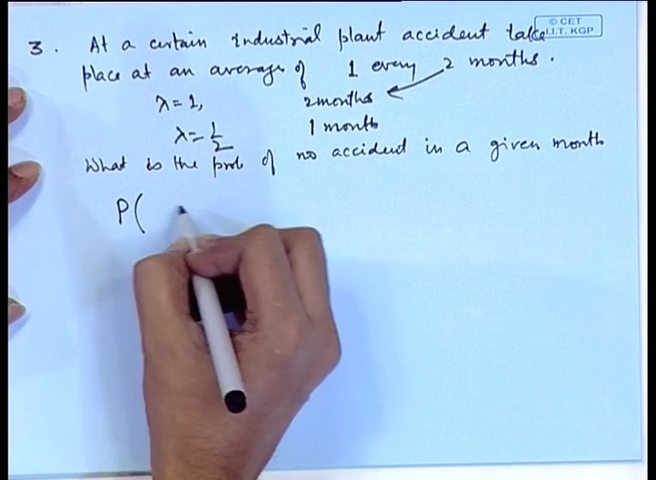 © CET
I.I.T. KGP
3. At a certain industrial plant accident take
place at an average of 1 every 2 months.
λ=1, 2 months
λ=1/2 1 month
What is the prob of no accident in a given month
P(